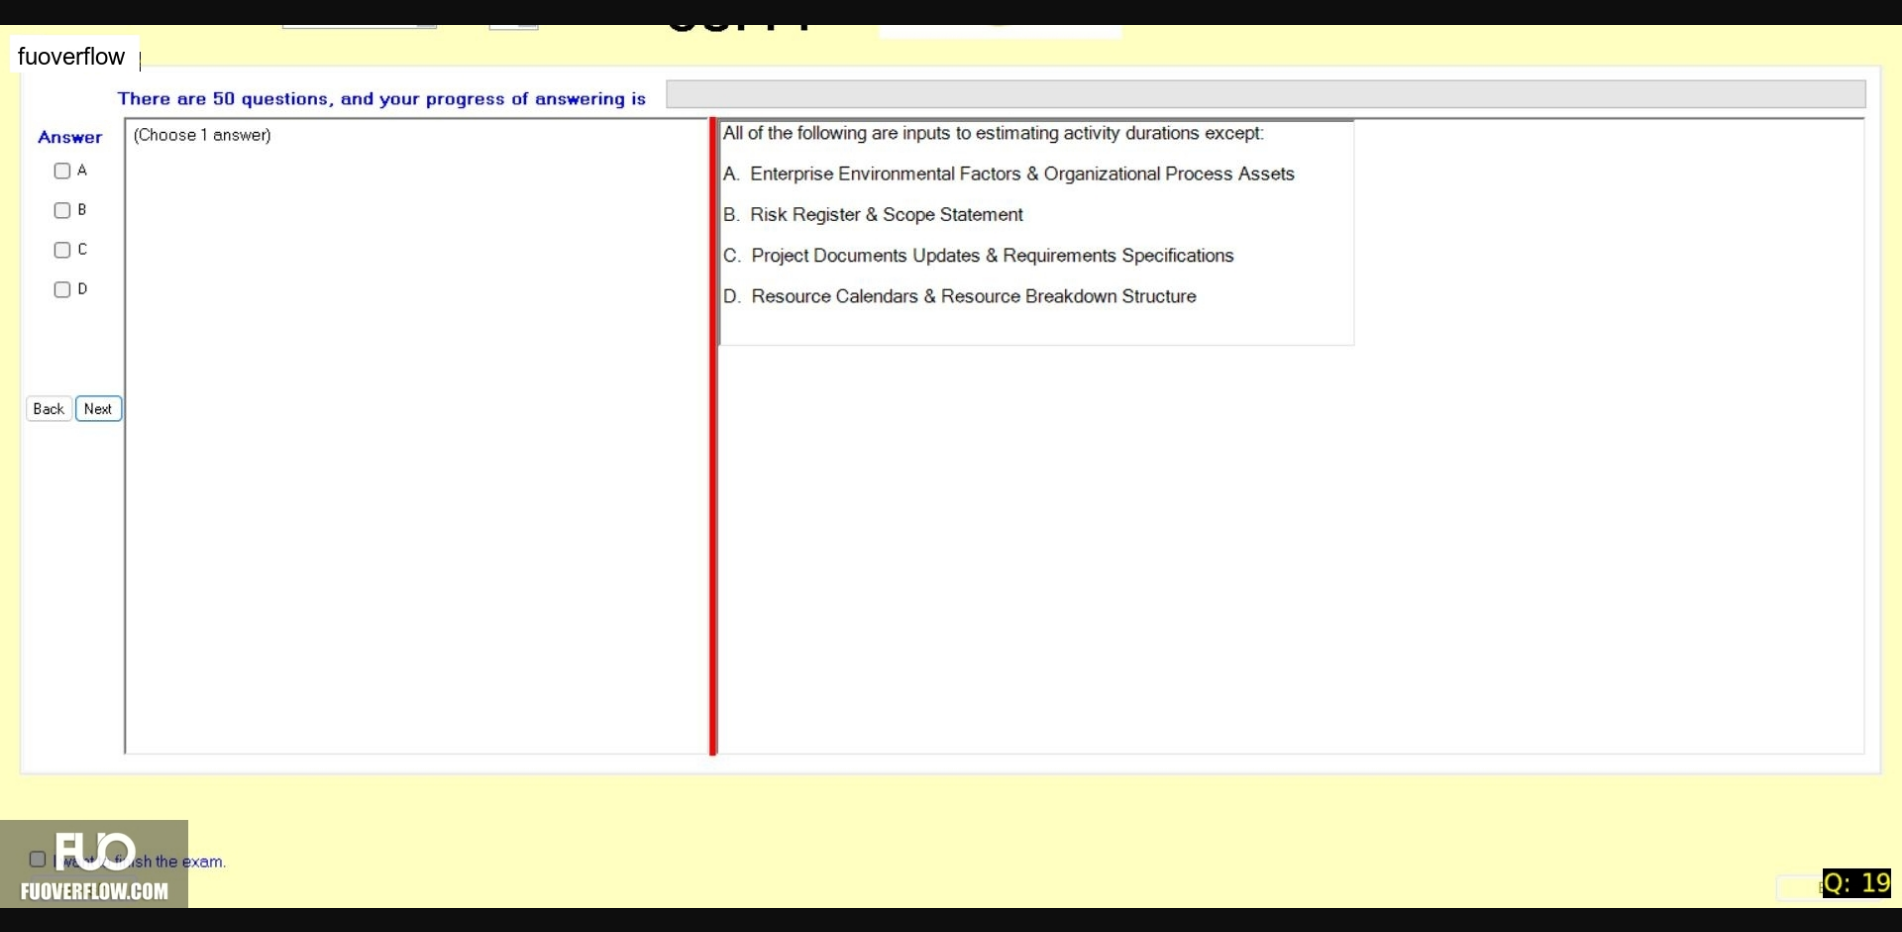 fuoverflow
There are 50 questions, and your progress of answering is
Answer
(Choose 1 answer)
A
B
C
D
Back Next
All of the following are inputs to estimating activity durations except:
A. Enterprise Environmental Factors & Organizational Process Assets
B. Risk Register & Scope Statement
C. Project Documents Updates & Requirements Specifications
D. Resource Calendars & Resource Breakdown Structure
FUO
finish the exam.
FUOVERFLOW.COM
Q: 19